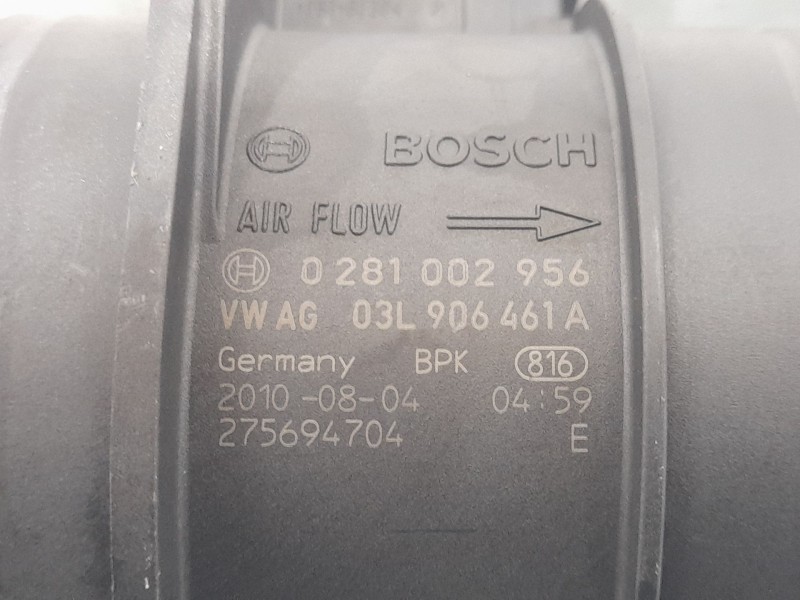 BOSCH
AIR FLOW
0 281 002 956
VW AG 03L 906 461 A
Germany BPK 816
2010-08-04 04:59
275694704 E